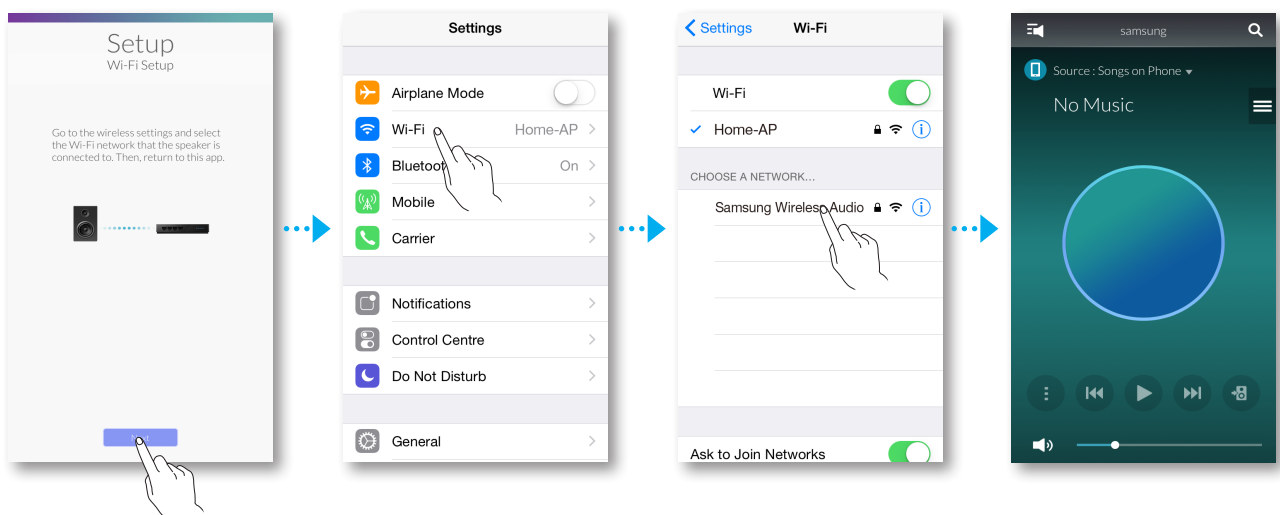 Setup
Wi-Fi Setup
Go to the wireless settings and select
the Wi-Fi network that the speaker is
connected to. Then, return to this app.
Settings
Airplane Mode
Wi-Fi Home-AP
Bluetoo
On
Mobile
Carrier
Notifications
Control Centre
Do Not Disturb
General
Settings Wi-Fi
Wi-Fi
Home-AP
CHOOSE A NETWORK...
Samsung Wireless Audio
Ask to Join Networks
samsung
Source : Songs on Phone
No Music